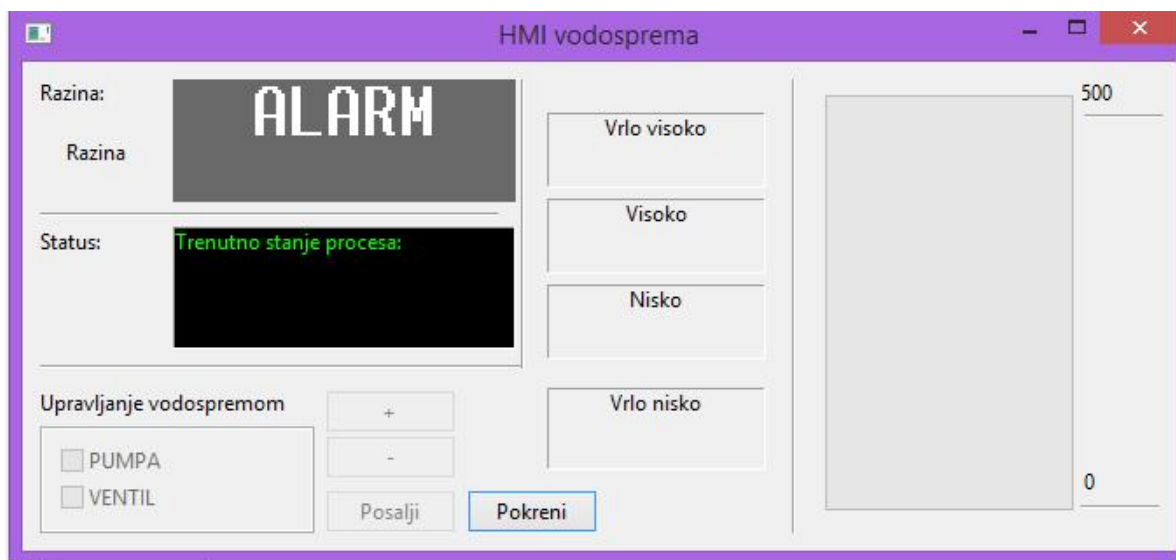 HMI vodosprema
Razina:
ALARM
Razina
Status:
Trenutno stanje procesa:
Upravljanje vodospremom
PUMPA
VENTIL
+
-
Posalji
Pokreni
Vrlo visoko
Visoko
Nisko
Vrlo nisko
500
0